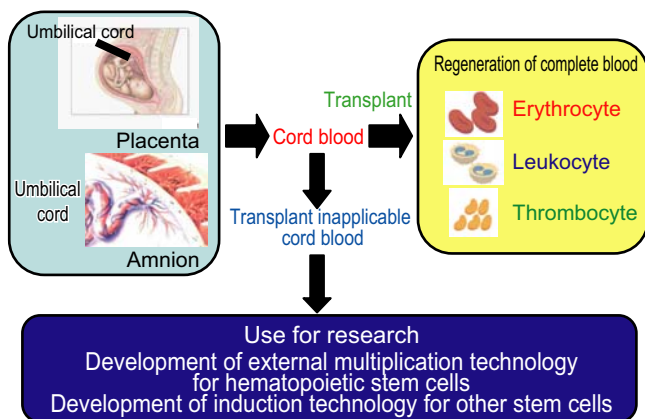 Umbilical cord
Placenta
Umbilical
cord
Amnion
Transplant
Cord blood
Transplant inapplicable
cord blood
Regeneration of complete blood
Erythrocyte
Leukocyte
Thrombocyte
Use for research
Development of external multiplication technology
for hematopoietic stem cells
Development of induction technology for other stem cells